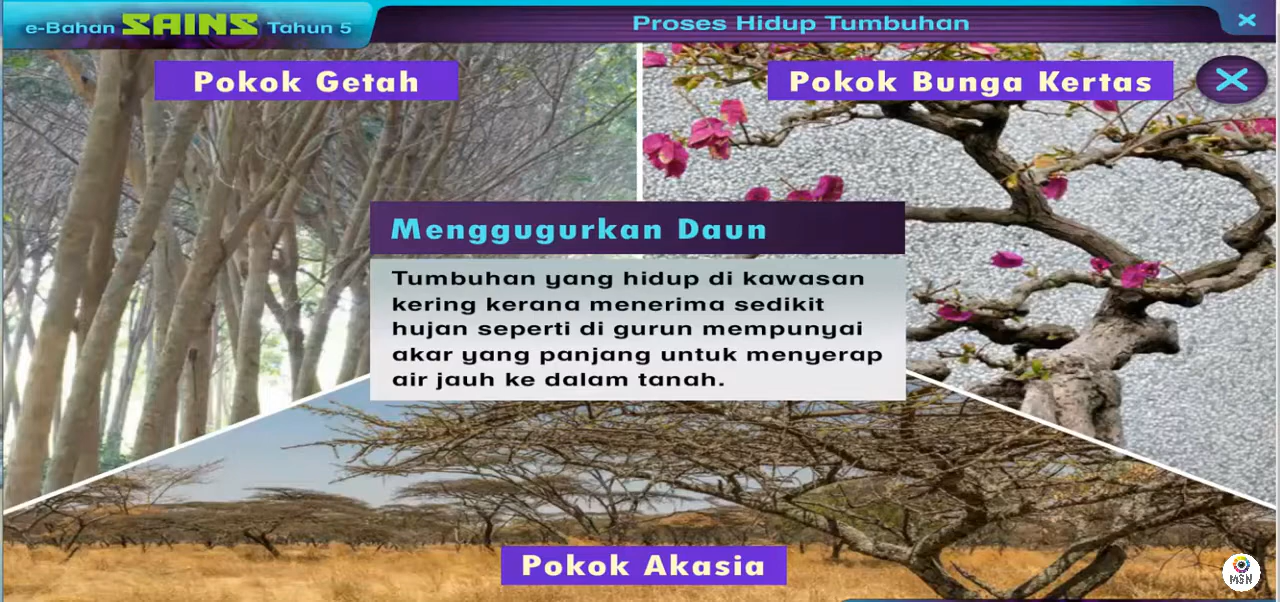 e-Bahan SAINS Tahun 5
Proses Hidup Tumbuhan
Pokok Getah
Pokok Bunga Kertas
Menggugurkan Daun
Tumbuhan yang hidup di kawasan
kering kerana menerima sedikit
hujan seperti di gurun mempunyai
akar yang panjang untuk menyerap
air jauh ke dalam tanah.
Pokok Akasia
MSN